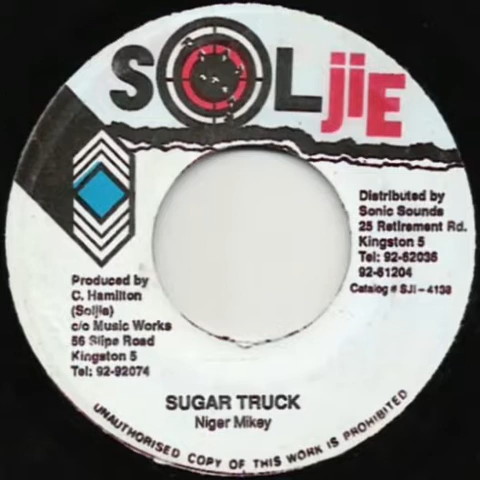 SOLjiE
Distributed by
Sonic Sounds
25 Retirement Rd.
Kingston 5
Tel: 92-62036
92-61204
Catalog # SJI - 4138
Produced by
C. Hamilton
(Soljie)
c/o Music Works
56 Slipe Road
Kingston 5
Tel: 92-92074
SUGAR TRUCK
Niger Mikey
UNAUTHORISED COPY OF THIS WORK IS PROHIBITED